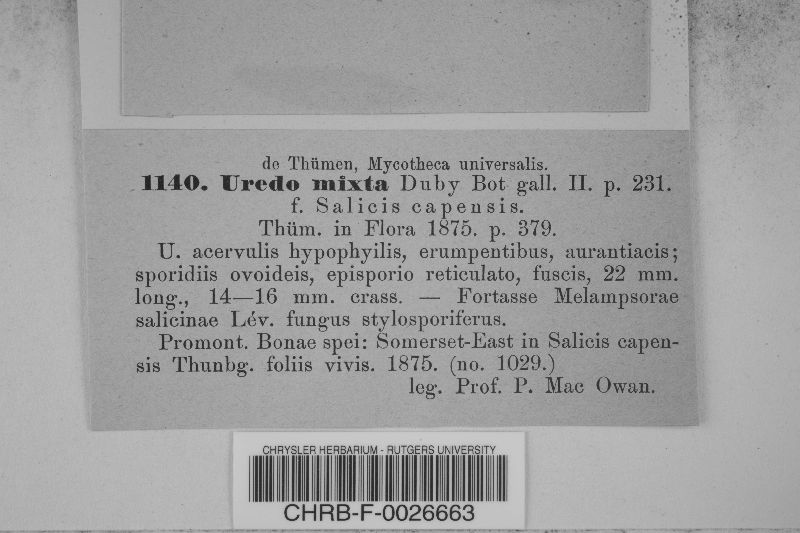 de Thümen, Mycotheca universalis.
1140. Uredo mixta Duby Bot gall. II. p. 231.
f. Salicis capensis.
Thüm. in Flora 1875. p. 379.
U. acervulis hypophyilis, erumpentibus, aurantiacis;
sporidiis ovoideis, episporio reticulato, fuscis, 22 mm.
long., 14—16 mm. crass. — Fortasse Melampsorae
salicinae Lév. fungus stylosporiferus.
Promont. Bonae spei: Somerset-East in Salicis capen-
sis Thunbg. foliis vivis. 1875. (no. 1029.)
leg. Prof. P. Mac Owan.
CHRYSLER HERBARIUM - RUTGERS UNIVERSITY
CHRB-F-0026663